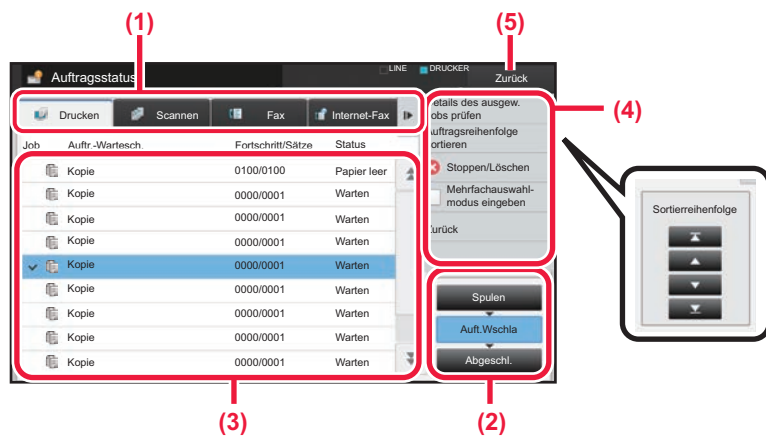 (1)
(5)
Auftragsstatus
LINE
DRUCKER
Zurück
Drucken
Scannen
Fax
Internet-Fax
etails des ausgew.
obs prüfen
(4)
uftragsreihenfolge
ortieren
Job
Auftr.-Wartesch.
Fortschritt/Sätze
Status
Kopie 0100/0100 Papier leer
Stoppen/Löschen
Kopie 0000/0001 Warten
Mehrfachauswahl-
modus eingeben
Kopie 0000/0001 Warten
urück
Kopie 0000/0001 Warten
Kopie 0000/0001 Warten
Kopie 0000/0001 Warten
Kopie 0000/0001 Warten
Kopie 0000/0001 Warten
Kopie 0000/0001 Warten
Spulen
Auft.Wschla
Abgeschl.
Sortierreihenfolge
(3)
(2)